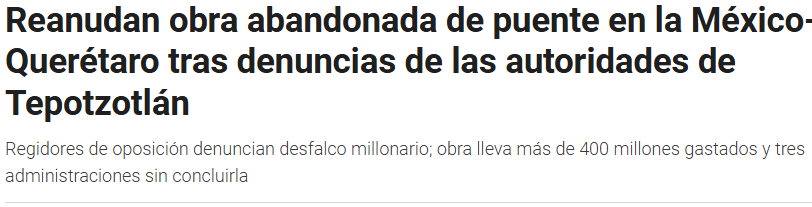 Reanudan obra abandonada de puente en la México-
Querétaro tras denuncias de las autoridades de
Tepotzotlán
Regidores de oposición denuncian desfalco millonario; obra lleva más de 400 millones gastados y tres
administraciones sin concluirla